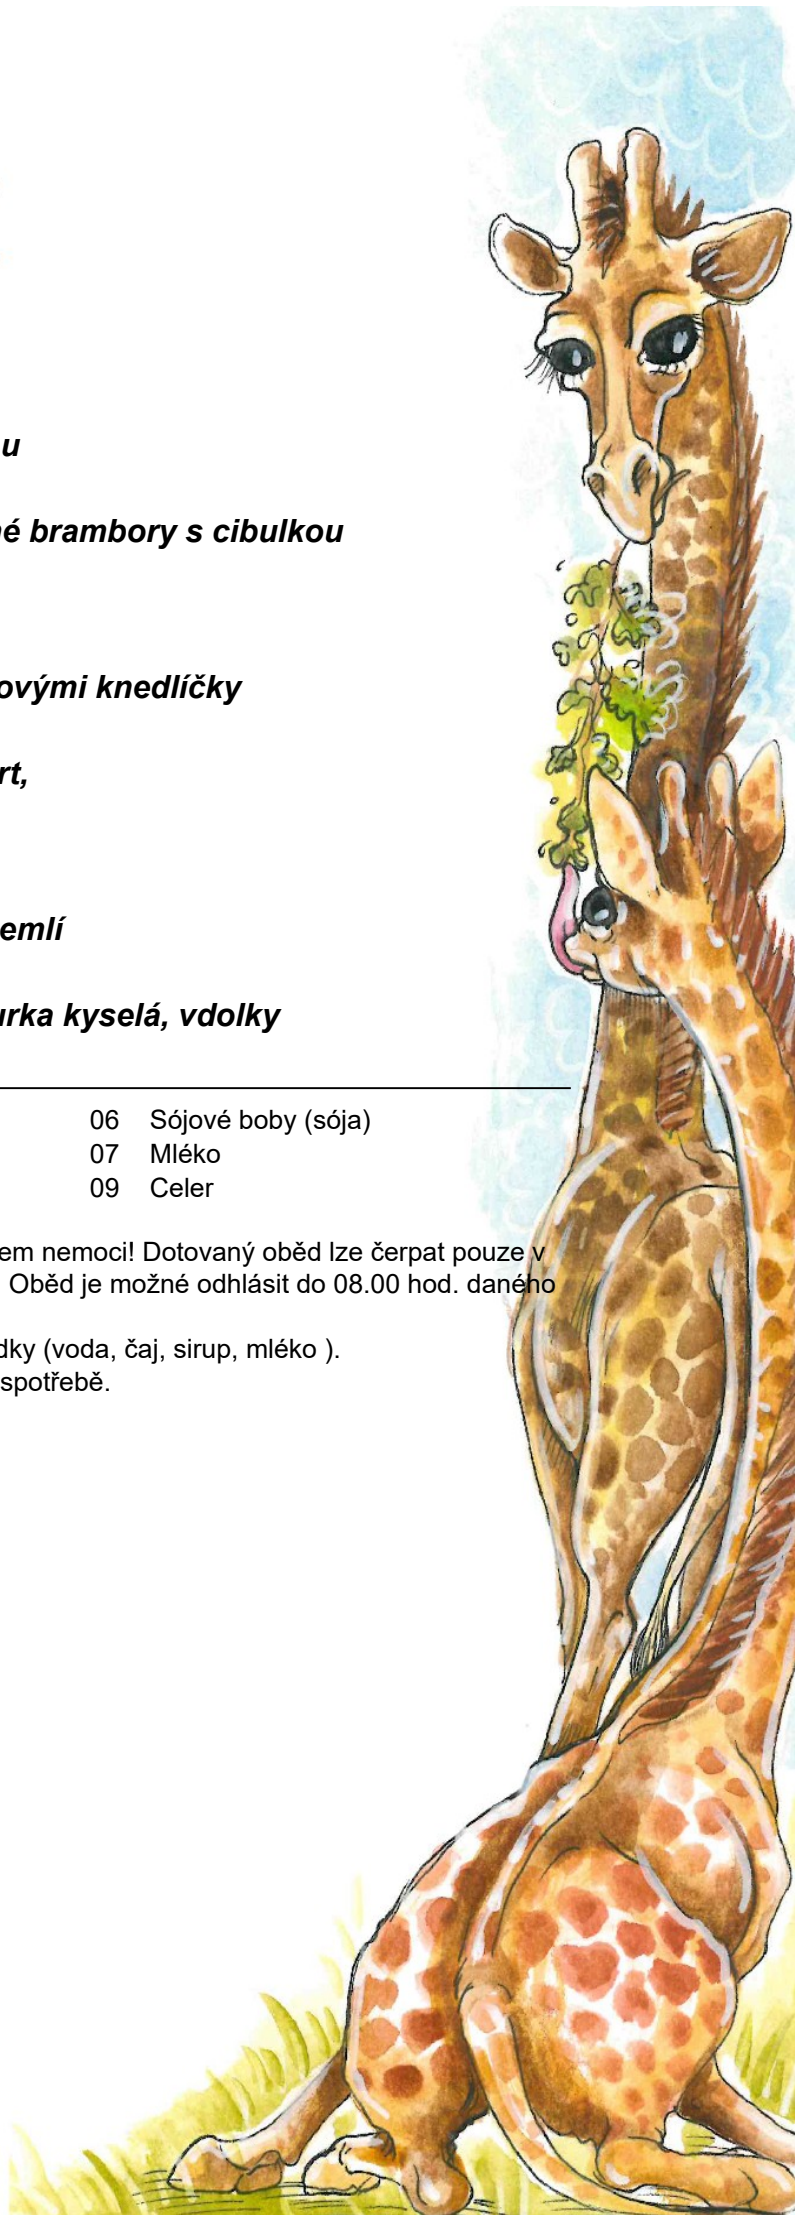 u
né brambory s cibulkou
ovými knedlíčky
rt,
emlí
urka kyselá, vdolky
06 Sójové boby (sója)
07 Mléko
09 Celer
em nemoci! Dotovaný oběd lze čerpat pouze v
Oběd je možné odhlásit do 08.00 hod. daného
dky (voda, čaj, sirup, mléko ).
spotřebě.